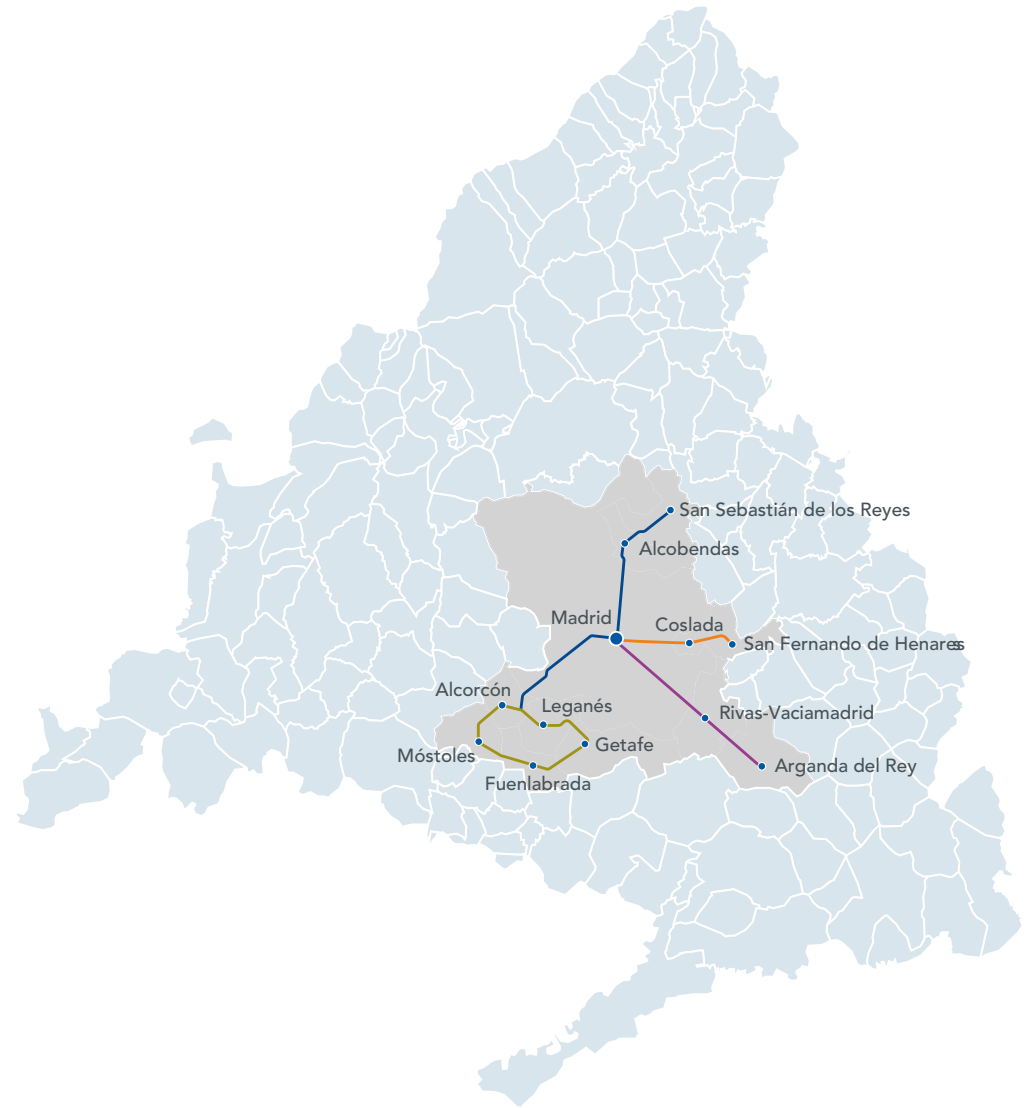 San Sebastián de los Reyes
Alcobendas
Madrid
Coslada
San Fernando de Henares
Alcorcón
Leganés
Rivas-Vaciamadrid
Móstoles
Getafe
Arganda del Rey
Fuenlabrada